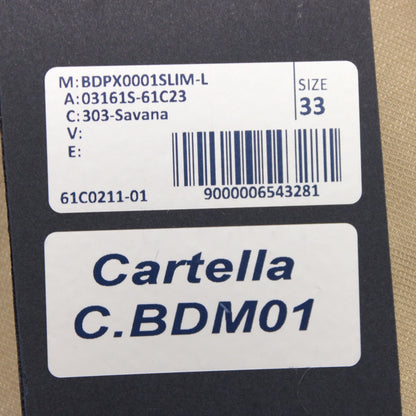 M:BDPX0001SLIM-L
A:03161S-61C23
C:303-Savana
V:
E:
SIZE
33
61C0211-01
9000006543281
Cartella
C.BDM01